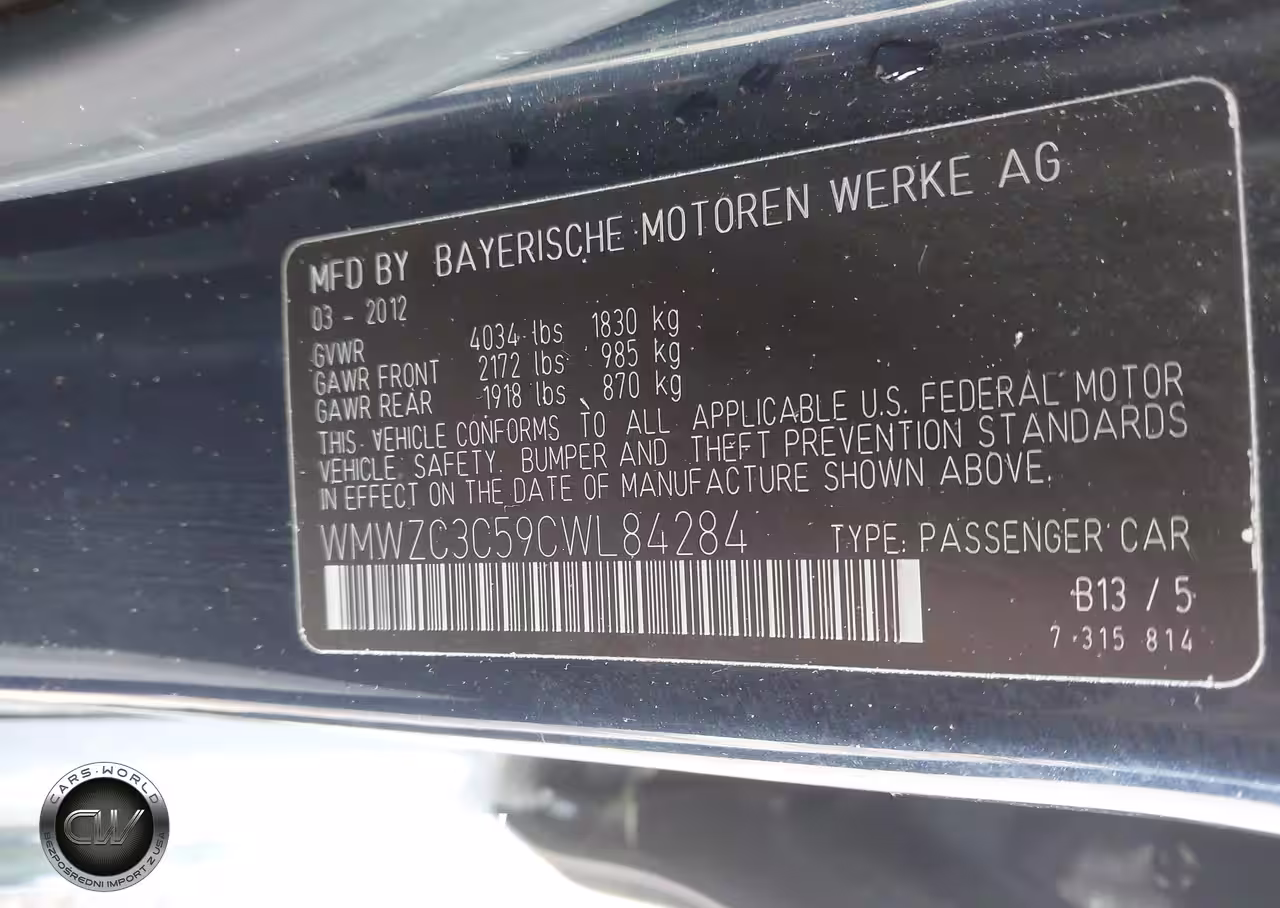 MFD BY BAYERISCHE MOTOREN WERKE AG
03 - 2012
GVWR 4034 lbs 1830 kg
GAWR FRONT 2172 lbs 985 kg
GAWR REAR 1918 lbs 870 kg
THIS VEHICLE CONFORMS TO ALL APPLICABLE U.S. FEDERAL MOTOR
VEHICLE SAFETY, BUMPER AND THEFT PREVENTION STANDARDS
IN EFFECT ON THE DATE OF MANUFACTURE SHOWN ABOVE.
WMWZC3C59CWL84284 TYPE: PASSENGER CAR
B13 / 5
7 315 814
CARS·WORLD
CW
BEZPOŚREDNI IMPORT Z USA